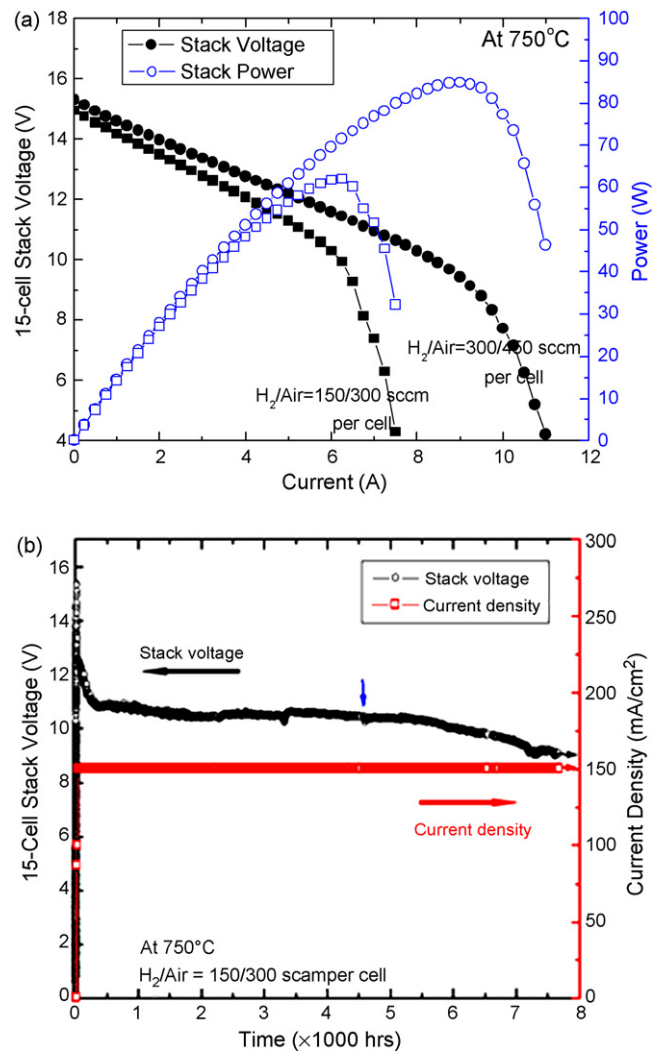 (a)
At 750°C
Stack Voltage
Stack Power
15-cell Stack Voltage (V)
18
16
14
12
10
8
6
4
100
90
80
70
60
50
40
30
20
10
0
Power (W)
H2/Air=300/450 sccm
per cell
H2/Air=150/300 sccm
per cell
0 2 4 6 8 10 12
Current (A)
(b)
Stack voltage
Current density
15-Cell Stack Voltage (V)
16
14
12
10
8
6
4
2
0
300
250
200
150
100
50
0
Current Density (mA/cm²)
Stack voltage
Current density
At 750°C
H2/Air = 150/300 scamper cell
0 1 2 3 4 5 6 7 8
Time (×1000 hrs)